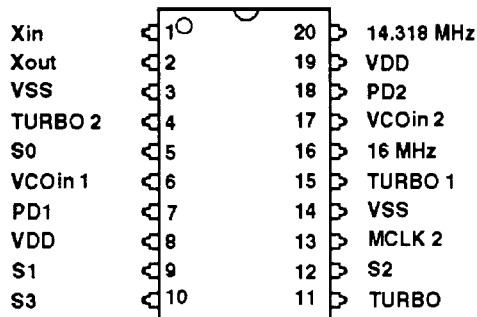 Xin 1 20 14.318 MHz
Xout 2 19 VDD
VSS 3 18 PD2
TURBO 2 4 17 VCOin 2
S0 5 16 16 MHz
VCOin 1 6 15 TURBO 1
PD1 7 14 VSS
VDD 8 13 MCLK 2
S1 9 12 S2
S3 10 11 TURBO